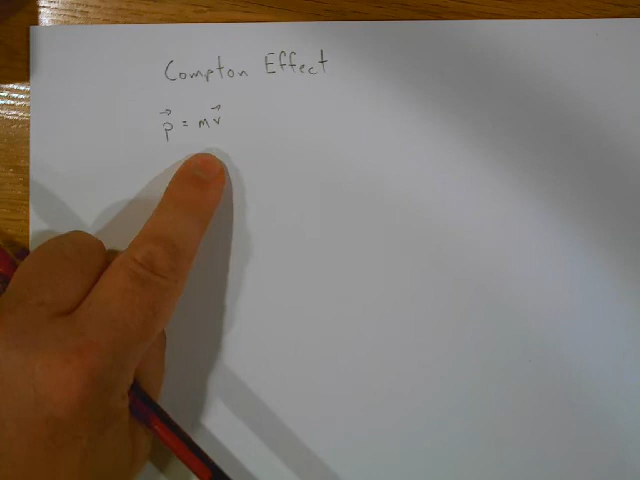 Compton Effect
p⃗ = mv⃗